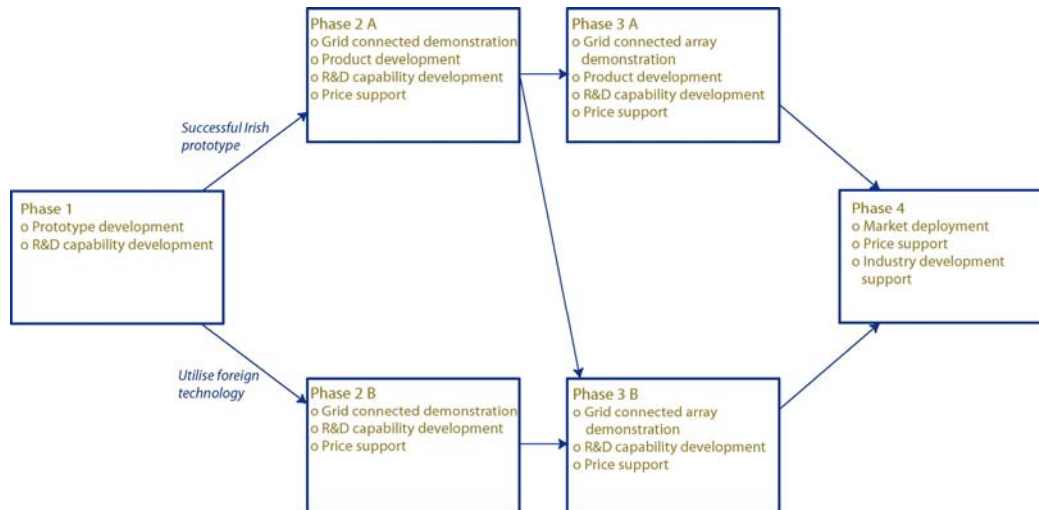 Phase 2 A
o Grid connected demonstration
o Product development
o R&D capability development
o Price support
Phase 3 A
o Grid connected array
demonstration
o Product development
o R&D capability development
o Price support
Successful Irish
prototype
Phase 1
o Prototype development
o R&D capability development
Phase 4
o Market deployment
o Price support
o Industry development
support
Utilise foreign
technology
Phase 2 B
o Grid connected demonstration
o R&D capability development
o Price support
Phase 3 B
o Grid connected array
demonstration
o R&D capability development
o Price support